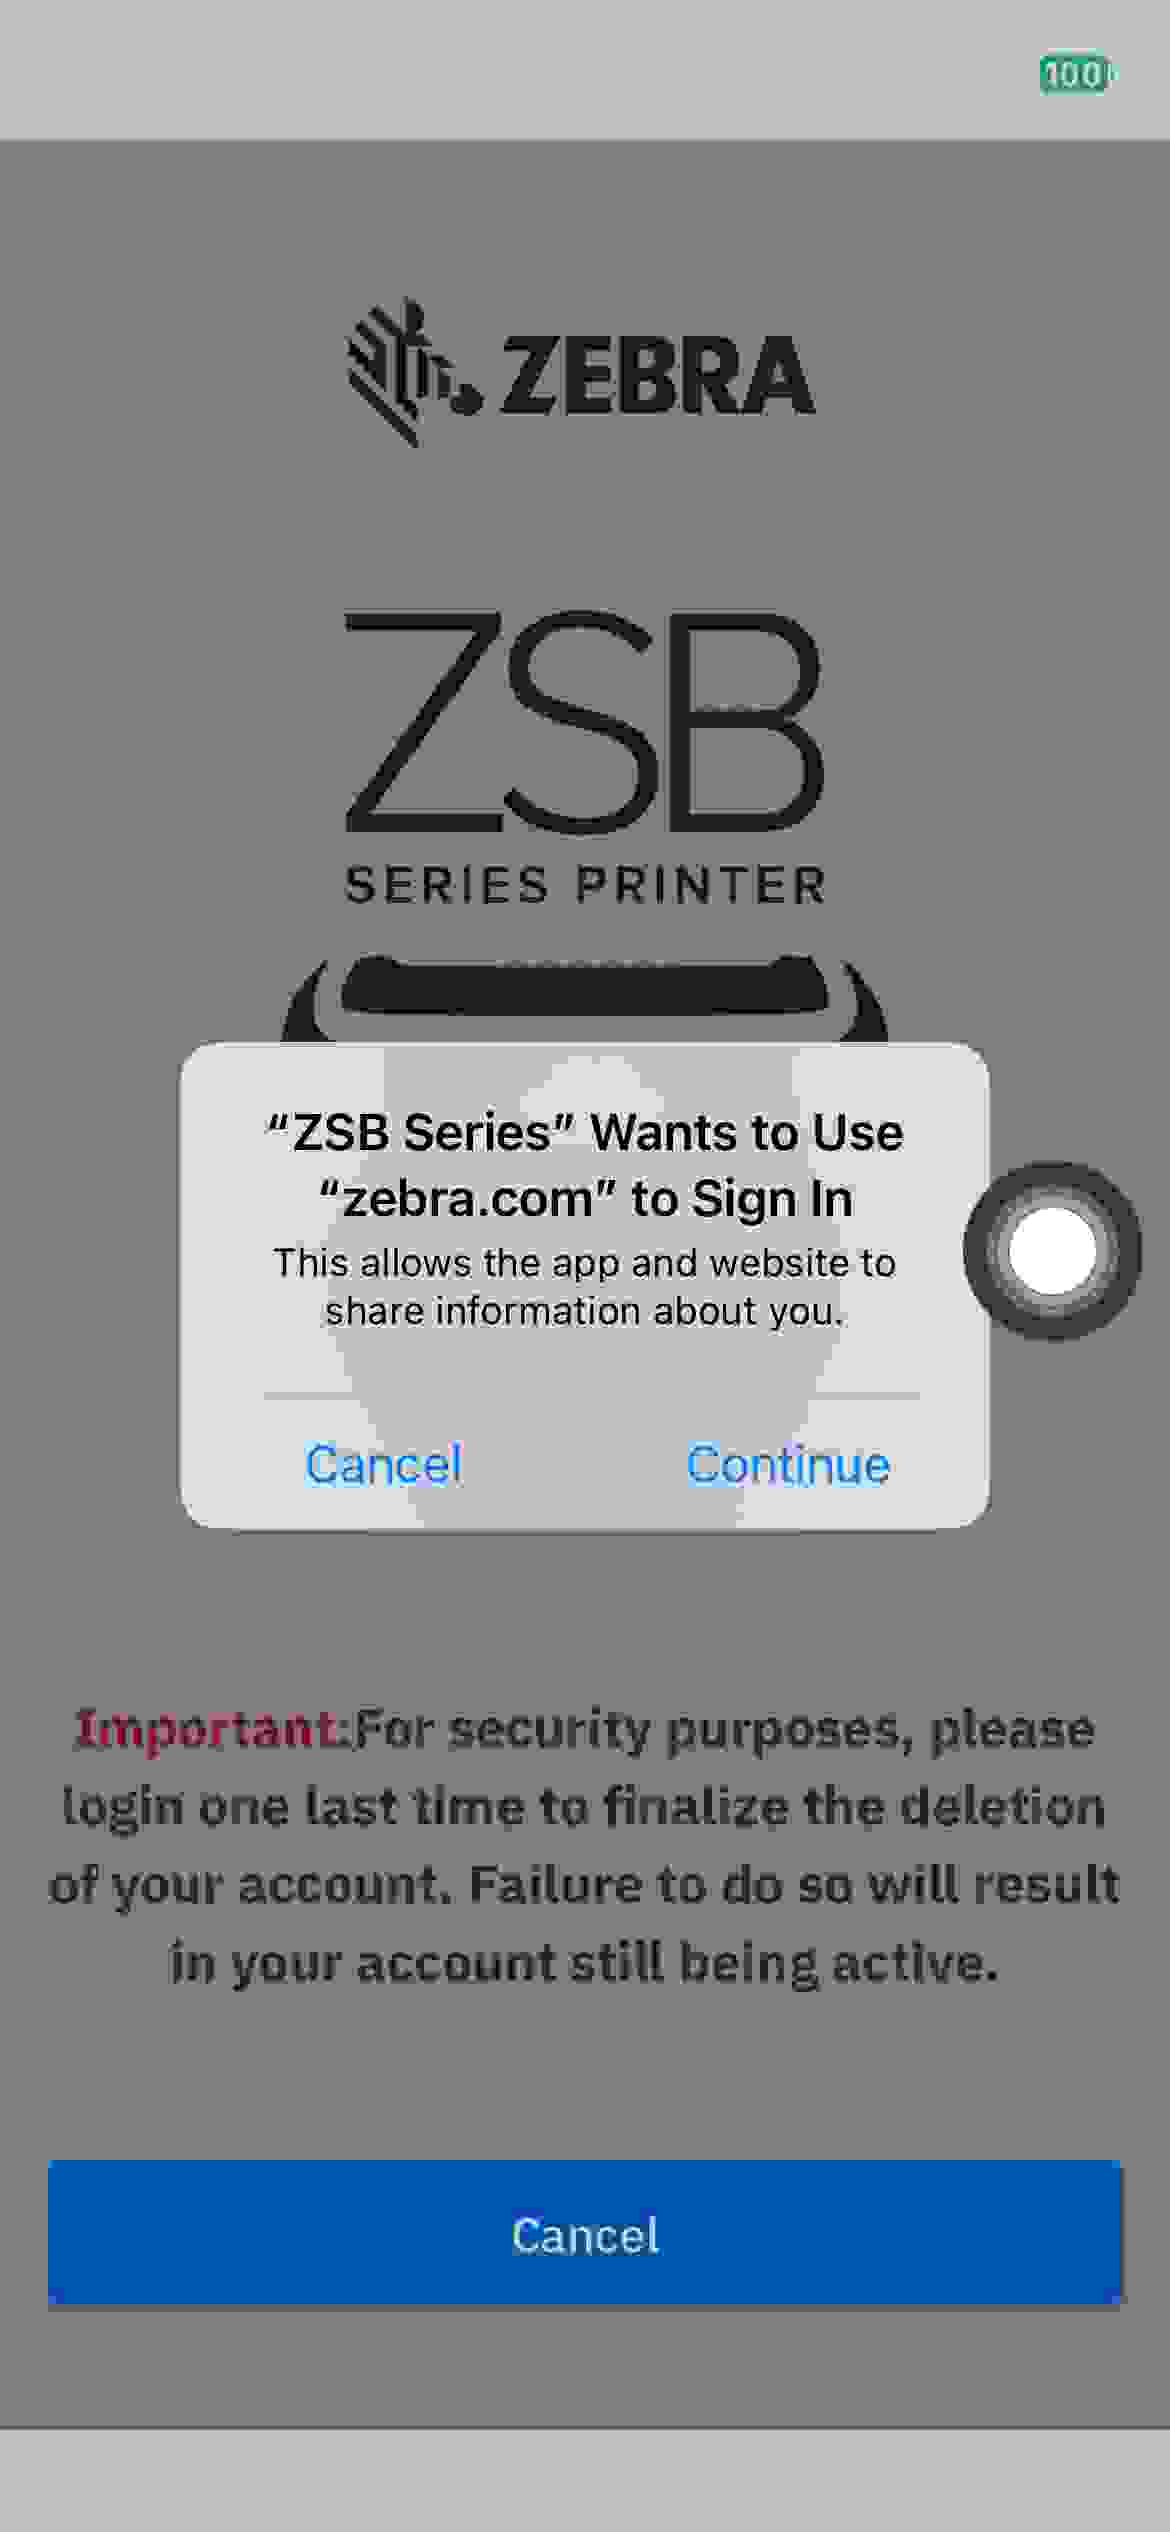 100
ZEBRA
ZSB
SERIES PRINTER
“ZSB Series” Wants to Use
“zebra.com” to Sign In
This allows the app and website to
share information about you.
Cancel
Continue
Important:For security purposes, please
login one last time to finalize the deletion
of your account. Failure to do so will result
in your account still being active.
Cancel